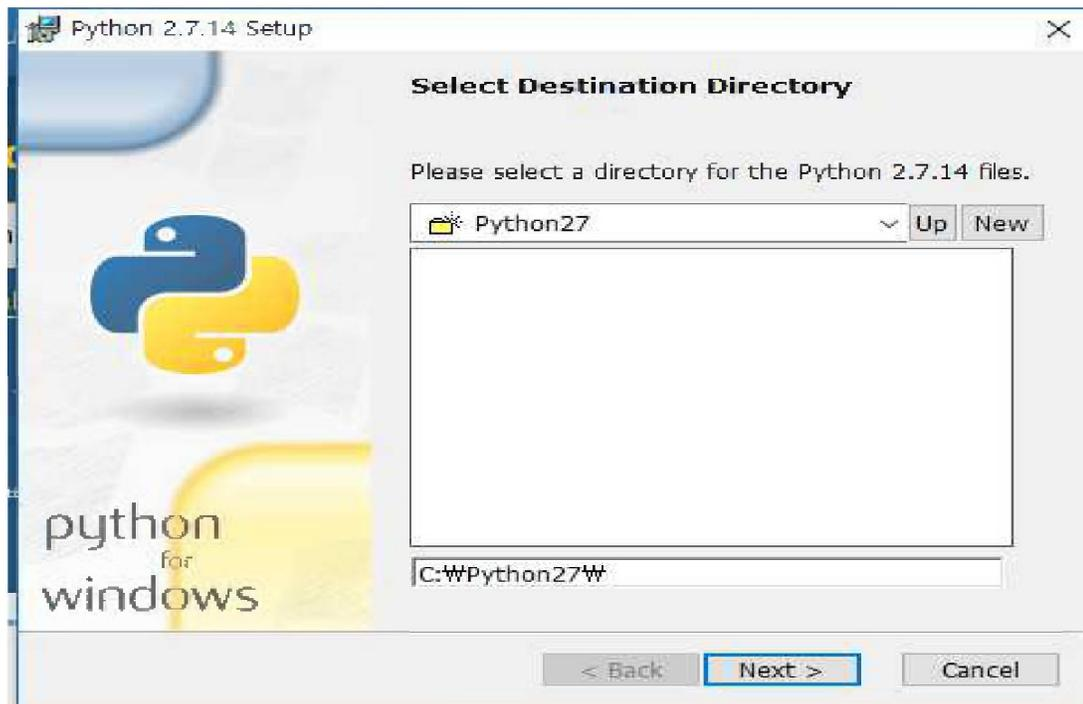 Python 2.7.14 Setup
Select Destination Directory
Please select a directory for the Python 2.7.14 files.
Python27
Up
New
python
for
windows
C:₩Python27₩
< Back
Next >
Cancel